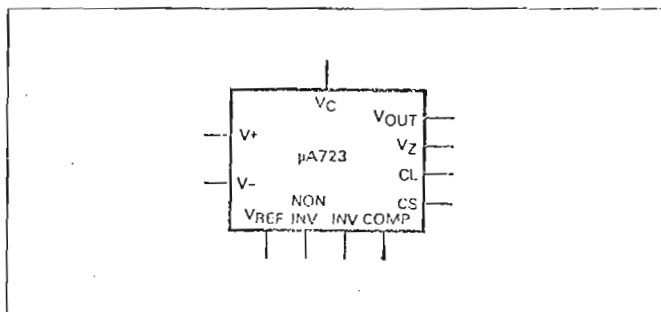 VC
VOUT
V+
VZ
µA723
CL
V-
NON
CS
VREF INV INV COMP